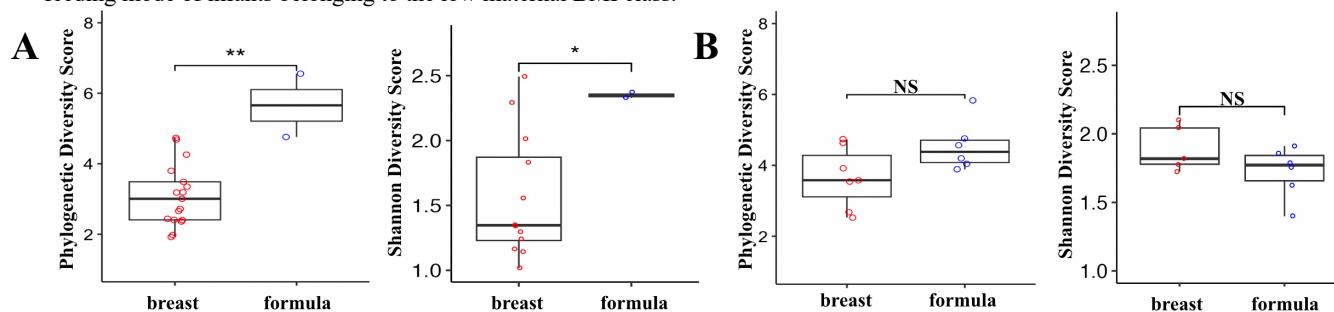 feeding mode of infants belonging to the low maternal BMI class.
A
Phylogenetic Diversity Score
8
6
4
2
**
breast
formula
Shannon Diversity Score
2.5
2.0
1.5
1.0
*
breast
formula
B
Phylogenetic Diversity Score
8
6
4
2
NS
breast
formula
Shannon Diversity Score
2.5
2.0
1.5
1.0
NS
breast
formula